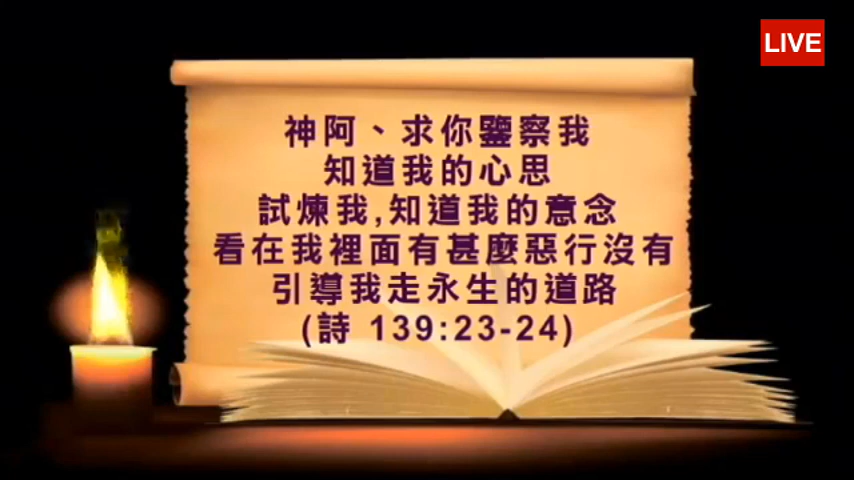 LIVE
神阿、求你鑒察我
知道我的心思
試煉我,知道我的意念
看在我裡面有甚麼惡行沒有
引導我走永生的道路
(詩 139:23-24)